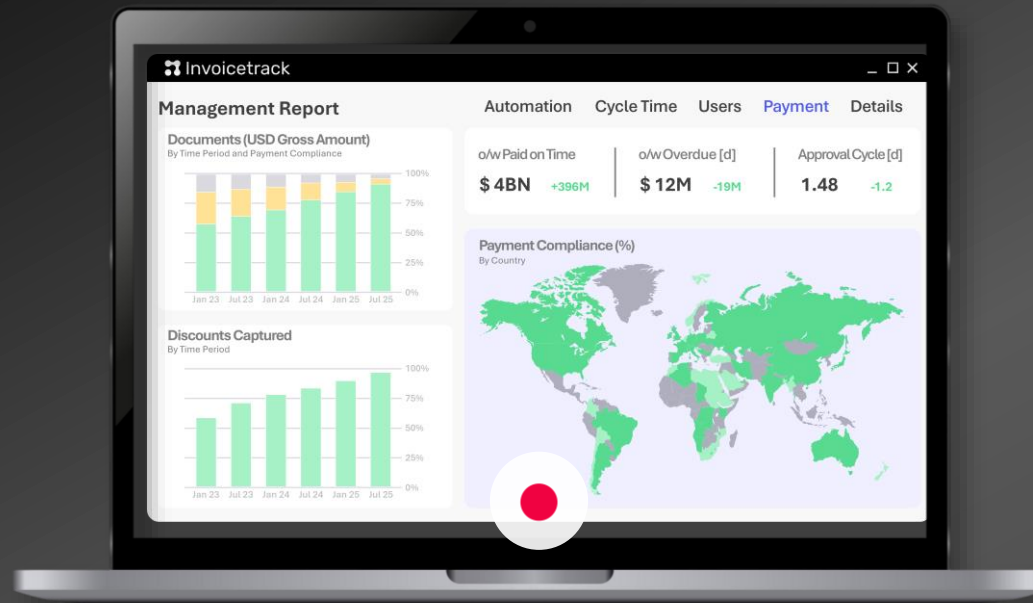 Invoicetrack
Management Report
Automation Cycle Time Users Payment Details
Documents (USD Gross Amount)
By Time Period and Payment Compliance
100%
75%
50%
25%
0%
Jan 23 Jul 23 Jan 24 Jul 24 Jan 25 Jul 25
Discounts Captured
By Time Period
100%
75%
50%
25%
0%
Jan 23 Jul 23 Jan 24 Jul 24 Jan 25 Jul 25
o/w Paid on Time
$ 4BN +396M
o/w Overdue [d]
$ 12M -19M
Approval Cycle [d]
1.48 -1.2
Payment Compliance (%)
By Country